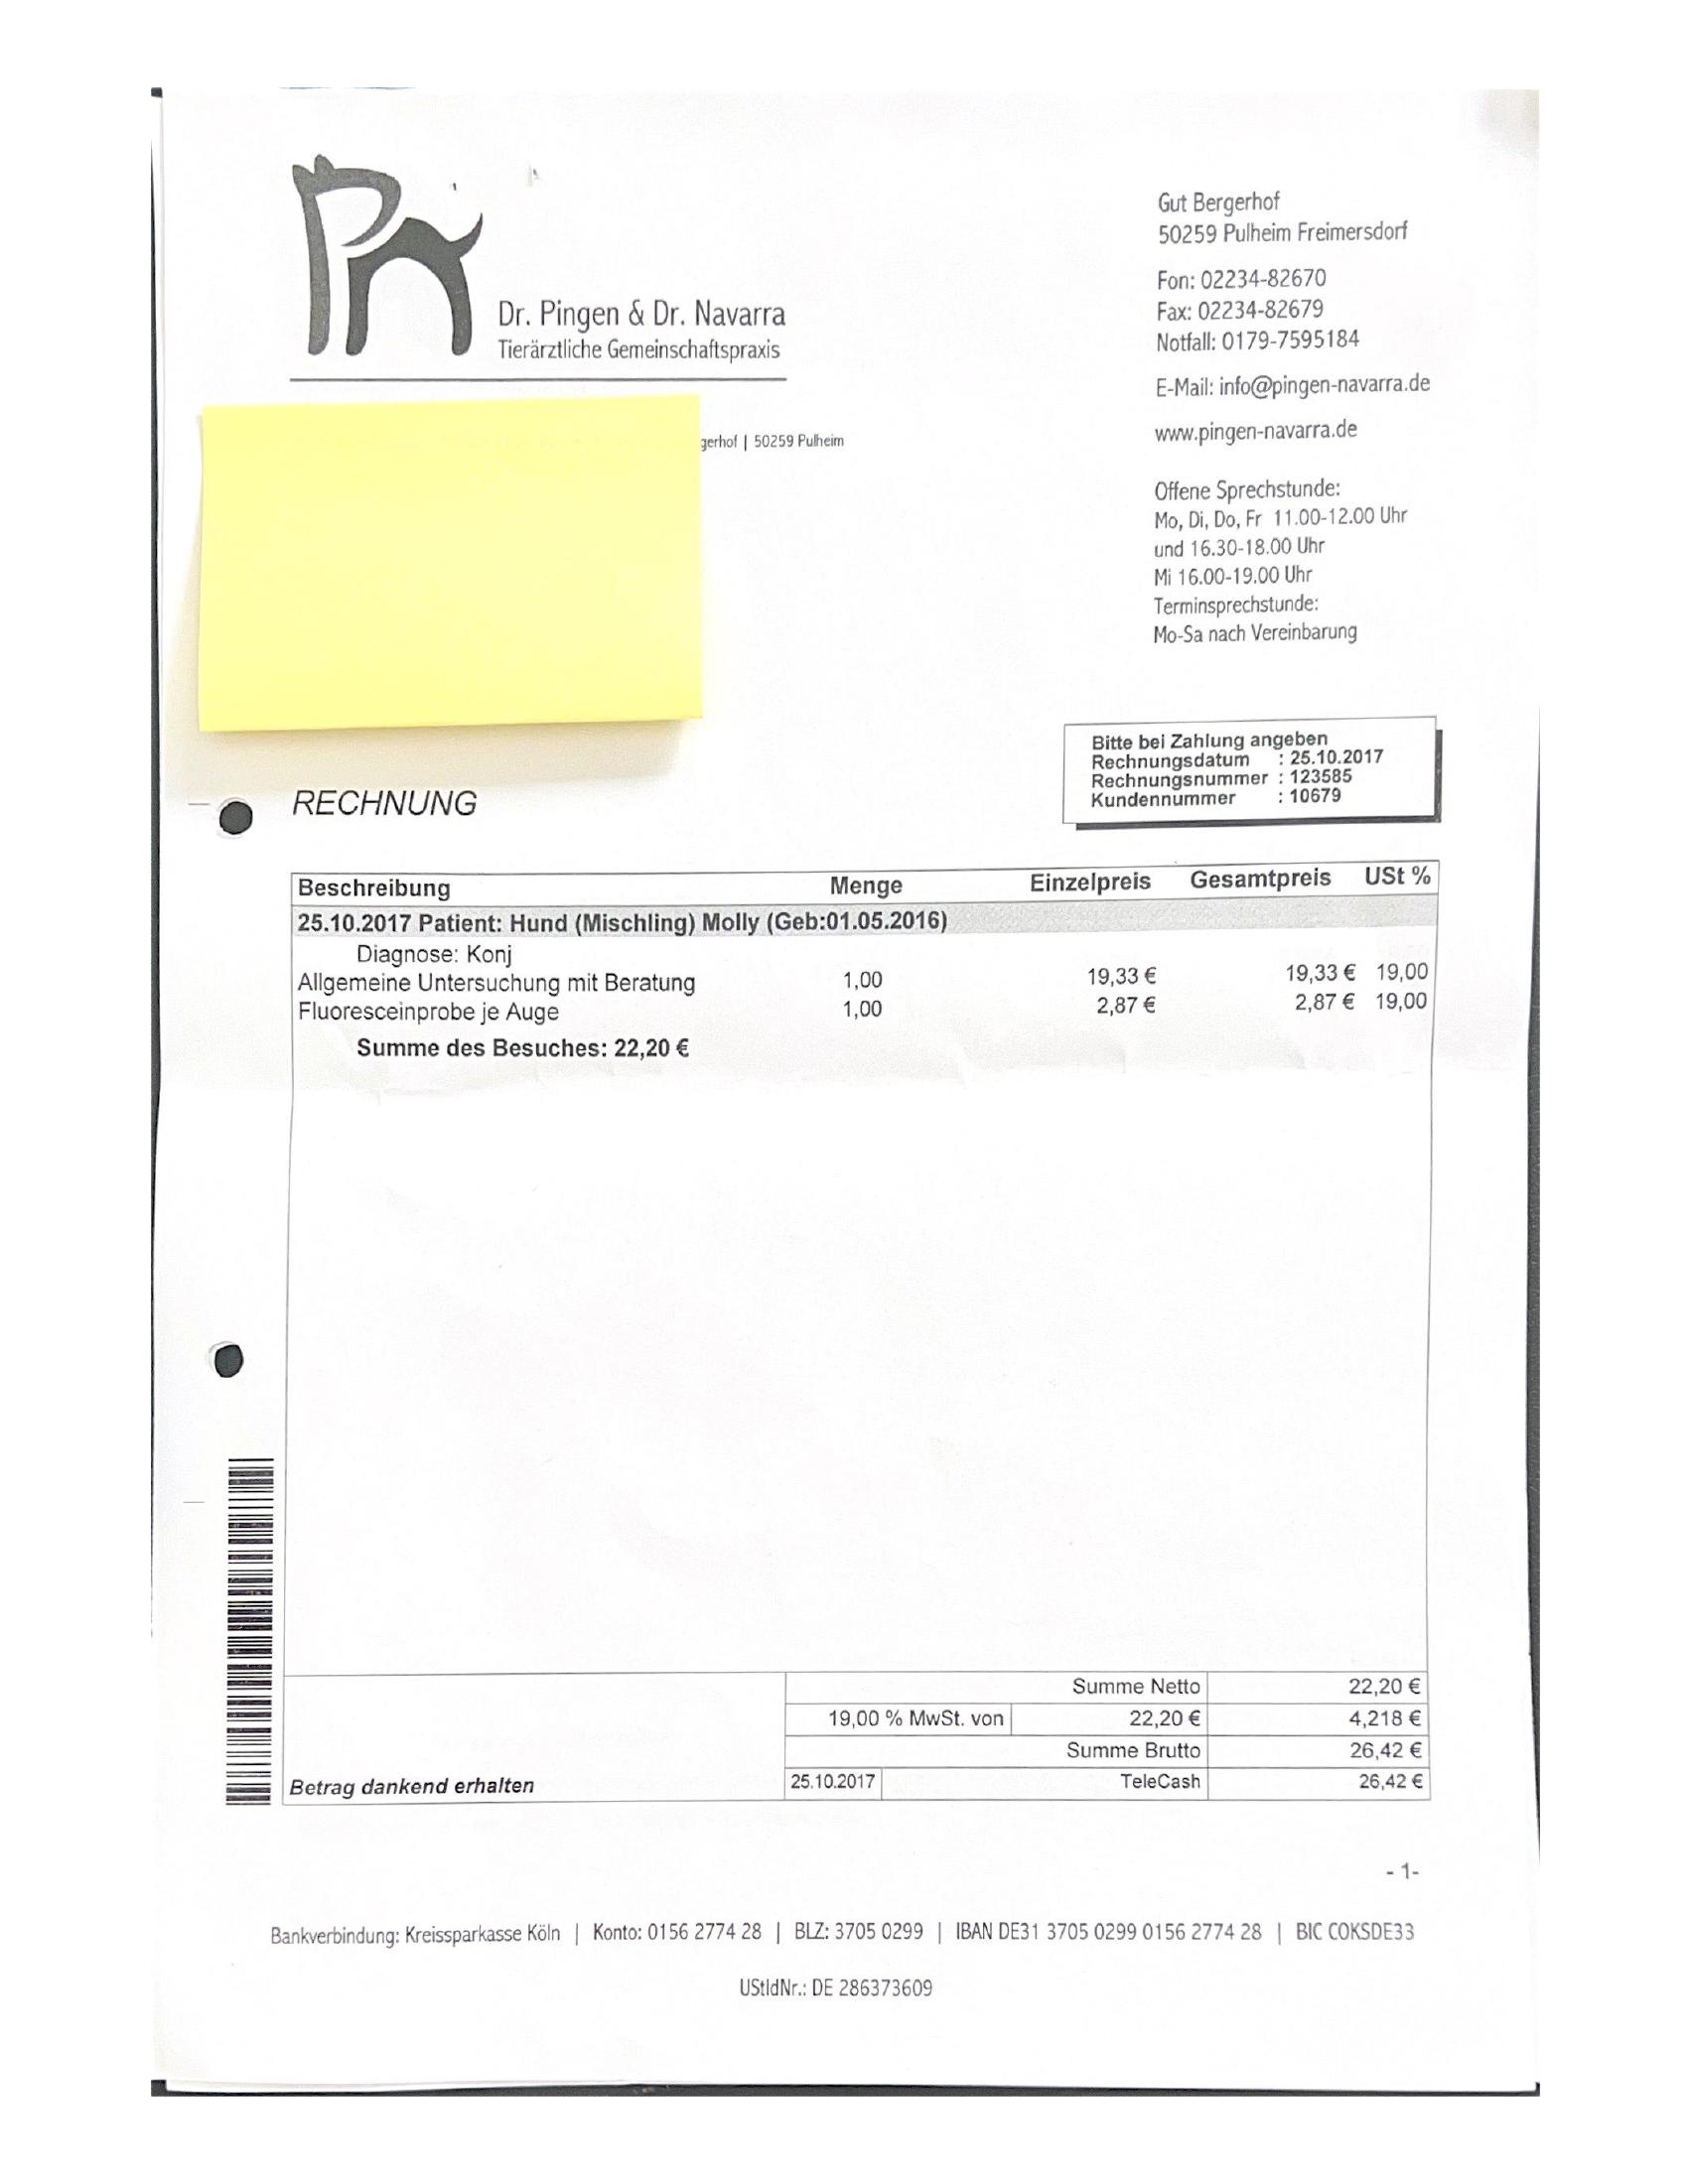 Dr. Pingen & Dr. Navarra
Tierärztliche Gemeinschaftspraxis
Gut Bergerhof
50259 Pulheim Freimersdorf
Fon: 02234-82670
Fax: 02234-82679
Notfall: 0179-7595184
E-Mail: info@pingen-navarra.de
www.pingen-navarra.de
Offene Sprechstunde:
Mo, Di, Do, Fr 11.00-12.00 Uhr
und 16.30-18.00 Uhr
Mi 16.00-19.00 Uhr
Terminsprechstunde:
Mo-Sa nach Vereinbarung
gerhof | 50259 Pulheim
Bitte bei Zahlung angeben
Rechnungsdatum : 25.10.2017
Rechnungsnummer : 123585
Kundennummer : 10679
RECHNUNG
Beschreibung Menge Einzelpreis Gesamtpreis USt %
25.10.2017 Patient: Hund (Mischling) Molly (Geb:01.05.2016)
Diagnose: Konj
Allgemeine Untersuchung mit Beratung 1,00 19,33 € 19,33 € 19,00
Fluoresceinprobe je Auge 1,00 2,87 € 2,87 € 19,00
Summe des Besuches: 22,20 €
Summe Netto 22,20 €
19,00 % MwSt. von 22,20 € 4,218 €
Summe Brutto 26,42 €
Betrag dankend erhalten 25.10.2017 TeleCash 26,42 €
- 1-
Bankverbindung: Kreissparkasse Köln | Konto: 0156 2774 28 | BLZ: 3705 0299 | IBAN DE31 3705 0299 0156 2774 28 | BIC COKSDE33
UStIdNr.: DE 286373609